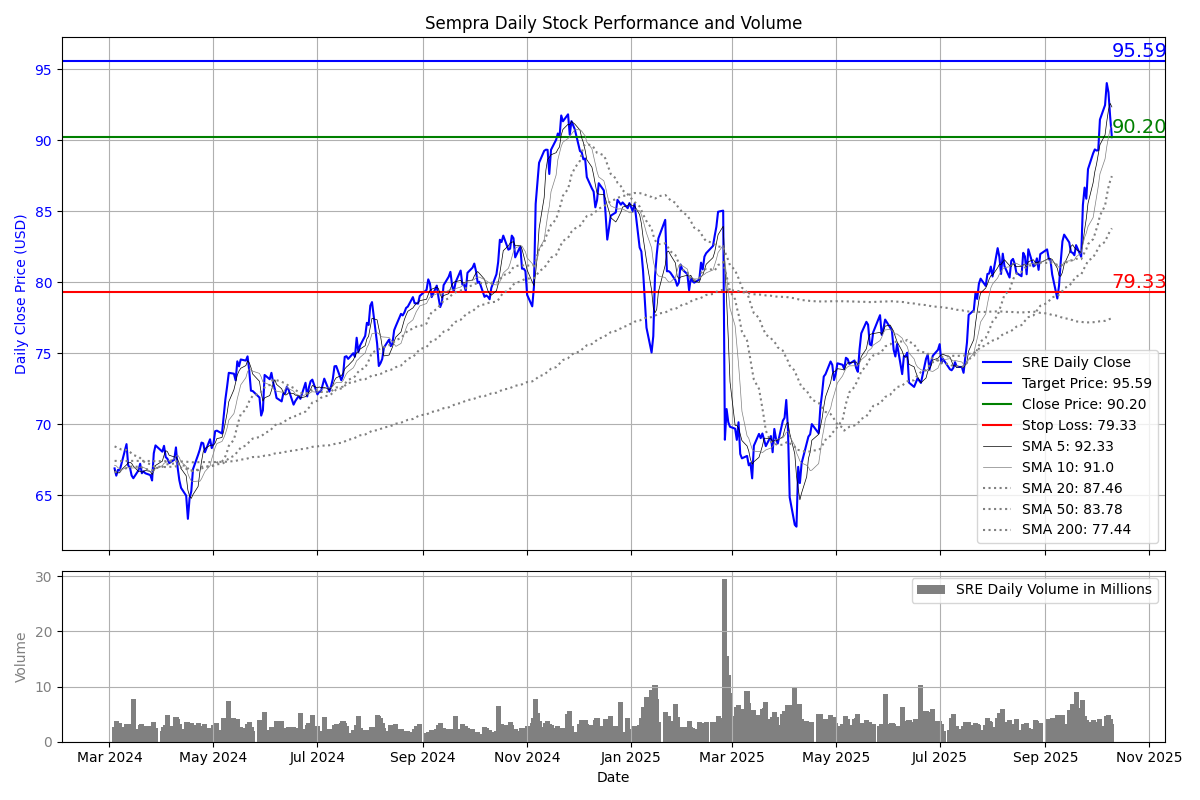 Sempra Daily Stock Performance and Volume
95.59
95
90.20
90
85
79.33
80
75
70
65
Daily Close Price (USD)
SRE Daily Close
Target Price: 95.59
Close Price: 90.20
Stop Loss: 79.33
SMA 5: 92.33
SMA 10: 91.0
SMA 20: 87.46
SMA 50: 83.78
SMA 200: 77.44
30
20
10
0
Volume
SRE Daily Volume in Millions
Mar 2024 May 2024 Jul 2024 Sep 2024 Nov 2024 Jan 2025 Mar 2025 May 2025 Jul 2025 Sep 2025 Nov 2025
Date